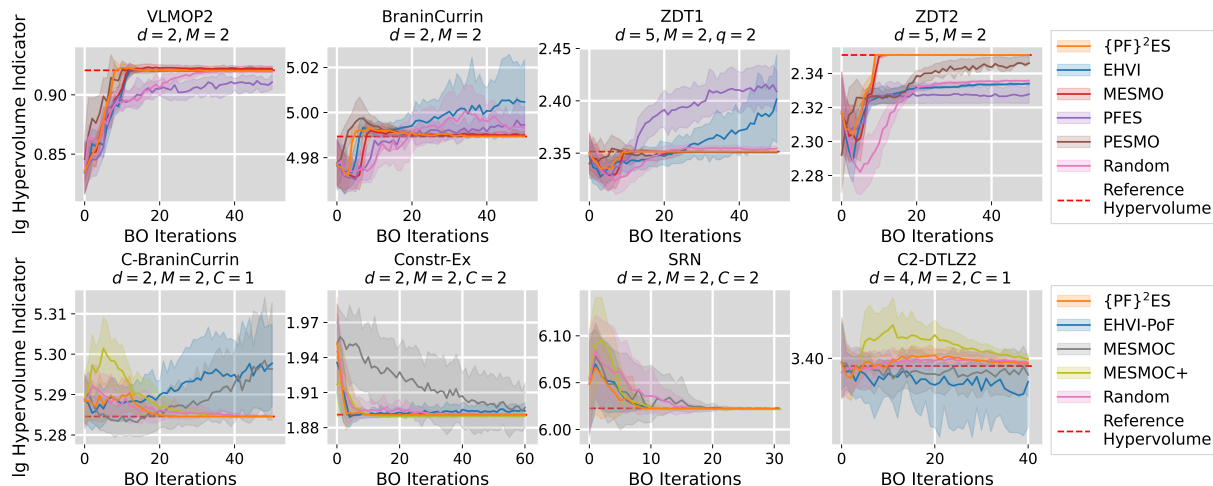 VLMOP2
d = 2, M = 2
BraninCurrin
d = 2, M = 2
ZDT1
d = 5, M = 2, q = 2
ZDT2
d = 5, M = 2
lg Hypervolume Indicator
0.90
0.85
0 20 40
BO Iterations
5.02
5.00
4.98
0 20 40
BO Iterations
2.45
2.40
2.35
0 20 40
BO Iterations
2.34
2.32
2.30
2.28
0 20 40
BO Iterations
{PF}²ES
EHVI
MESMO
PFES
PESMO
Random
Reference
Hypervolume
C-BraninCurrin
d = 2, M = 2, C = 1
Constr-Ex
d = 2, M = 2, C = 2
SRN
d = 2, M = 2, C = 2
C2-DTLZ2
d = 4, M = 2, C = 1
lg Hypervolume Indicator
5.31
5.30
5.29
5.28
0 20 40
BO Iterations
1.97
1.94
1.91
1.88
0 20 40 60
BO Iterations
6.10
6.05
6.00
0 10 20 30
BO Iterations
3.40
0 20 40
BO Iterations
{PF}²ES
EHVI-PoF
MESMOC
MESMOC+
Random
Reference
Hypervolume